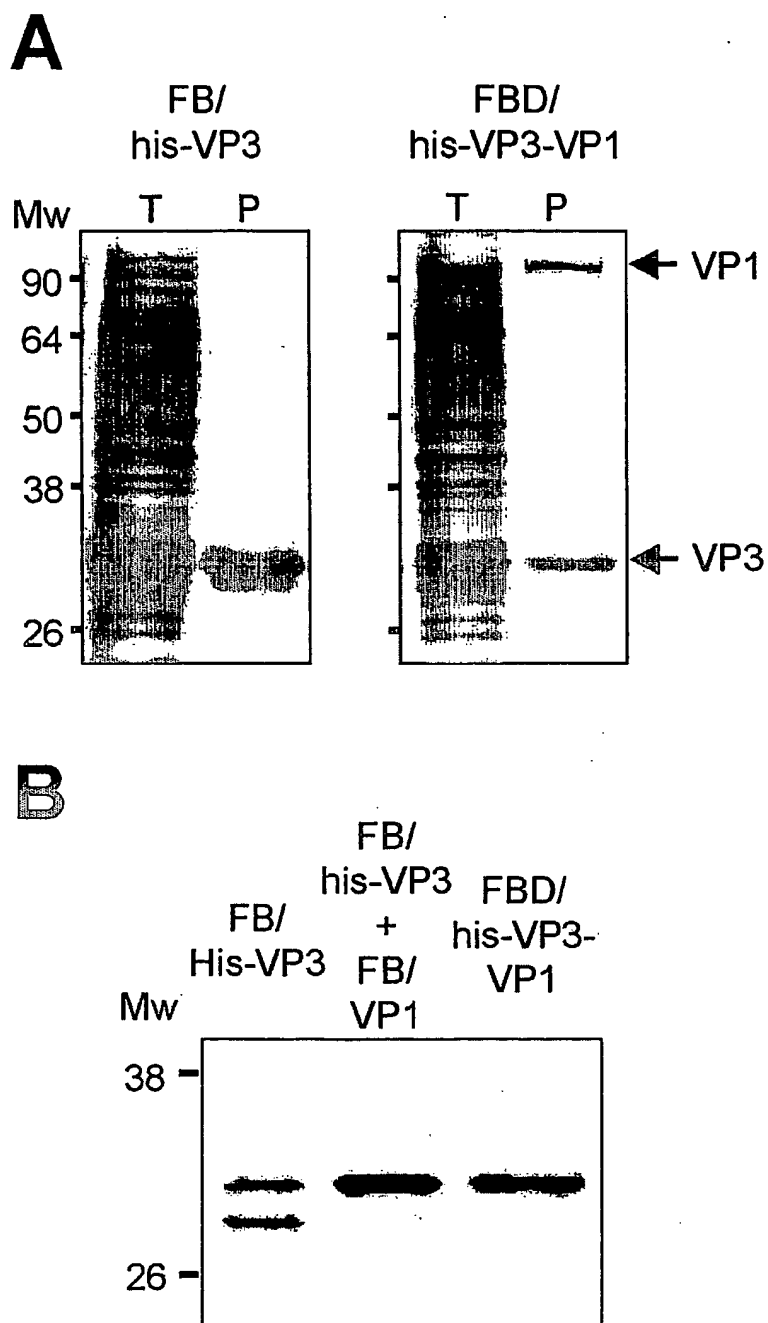 A
FB/
his-VP3
FBD/
his-VP3-VP1
Mw T P T P
90
64
50
38
26
VP1
VP3
B
FB/
His-VP3
FB/
his-VP3
+
FB/
VP1
FBD/
his-VP3-
VP1
Mw
38
26